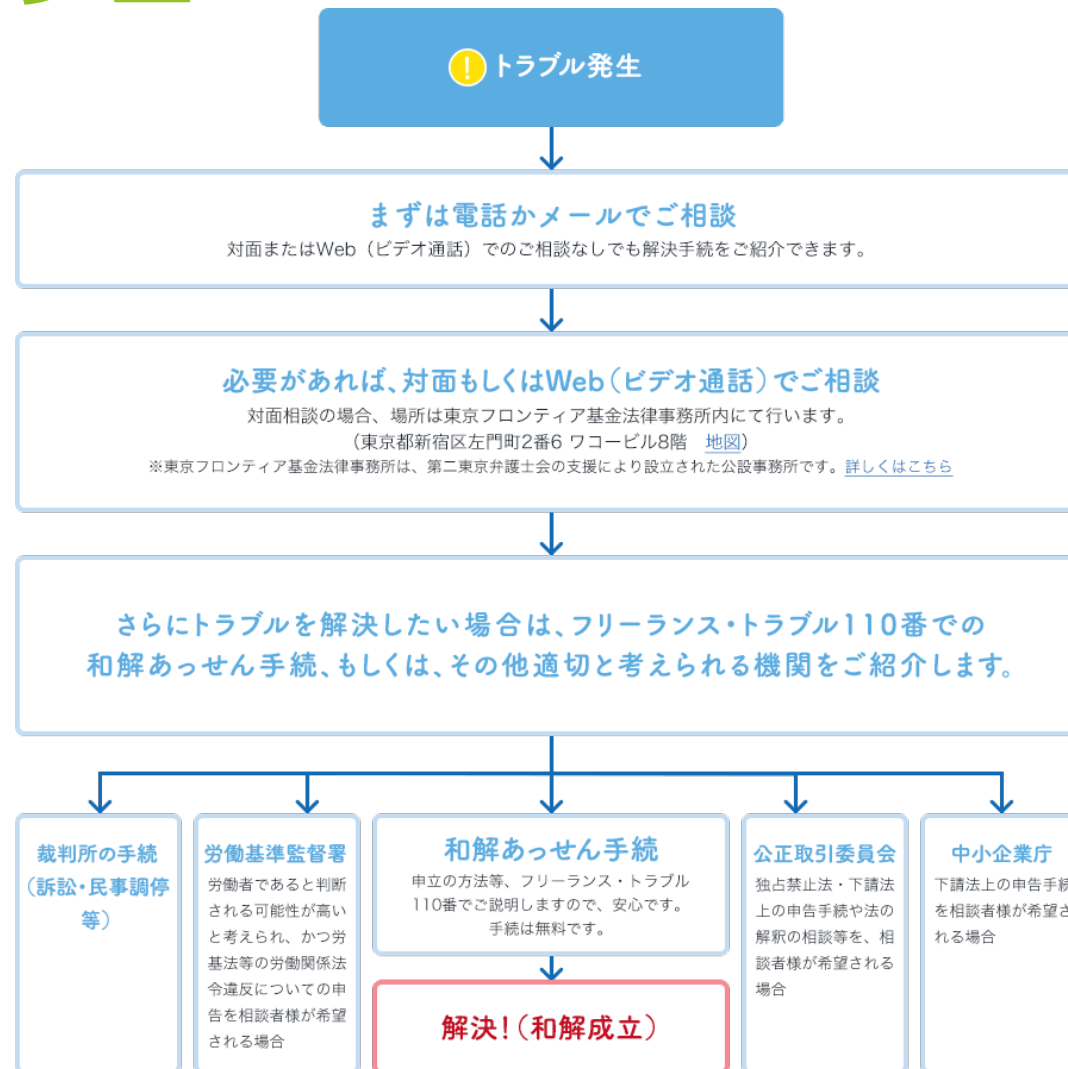 ! トラブル発生
まずは電話かメールでご相談
対面またはWeb（ビデオ通話）でのご相談なしでも解決手続をご紹介できます。
必要があれば、対面もしくはWeb（ビデオ通話）でご相談
対面相談の場合、場所は東京フロンティア基金法律事務所内にて行います。
（東京都新宿区左門町2番6 ワコービル8階　地図）
※東京フロンティア基金法律事務所は、第二東京弁護士会の支援により設立された公設事務所です。詳しくはこちら
さらにトラブルを解決したい場合は、フリーランス・トラブル110番での
和解あっせん手続、もしくは、その他適切と考えられる機関をご紹介します。
裁判所の手続
（訴訟・民事調停
等）
労働基準監督署
労働者であると判断
される可能性が高い
と考えられ、かつ労
基法等の労働関係法
令違反についての申
告を相談者様が希望
される場合
和解あっせん手続
申立の方法等、フリーランス・トラブル
110番でご説明しますので、安心です。
手続は無料です。
解決！（和解成立）
公正取引委員会
独占禁止法・下請法
上の申告手続や法の
解釈の相談等を、相
談者様が希望される
場合
中小企業庁
下請法上の申告手続
を相談者様が希望さ
れる場合